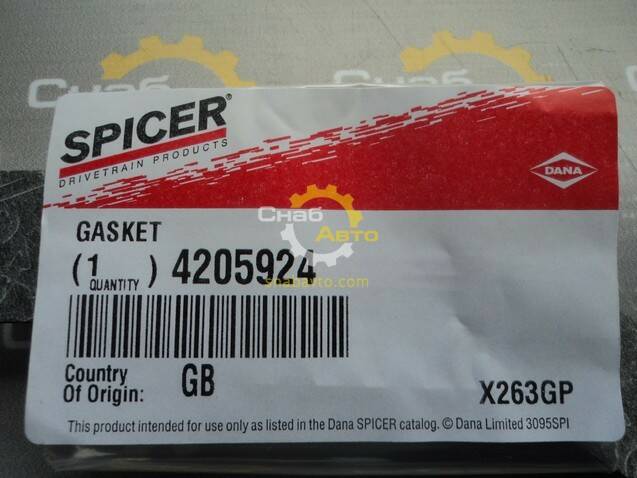 Снаб
Снаб
SPICER®
DRIVETRAIN PRODUCTS
DANA
GASKET
Снаб
Авто
( 1 ) 4205924
QUANTITY
snabavto.com
Country
Of Origin: GB
X263GP
This product intended for use only as listed in the Dana SPICER catalog. © Dana Limited 3095SPI